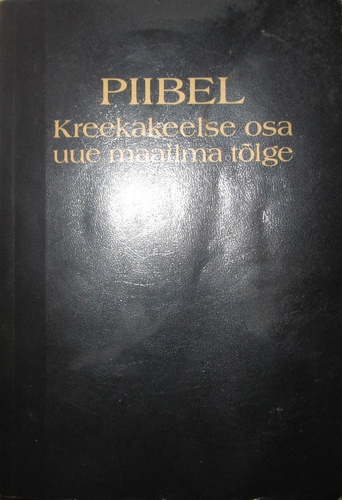 PIIBEL
Kreekakeelse osa
uue maailma tõlge